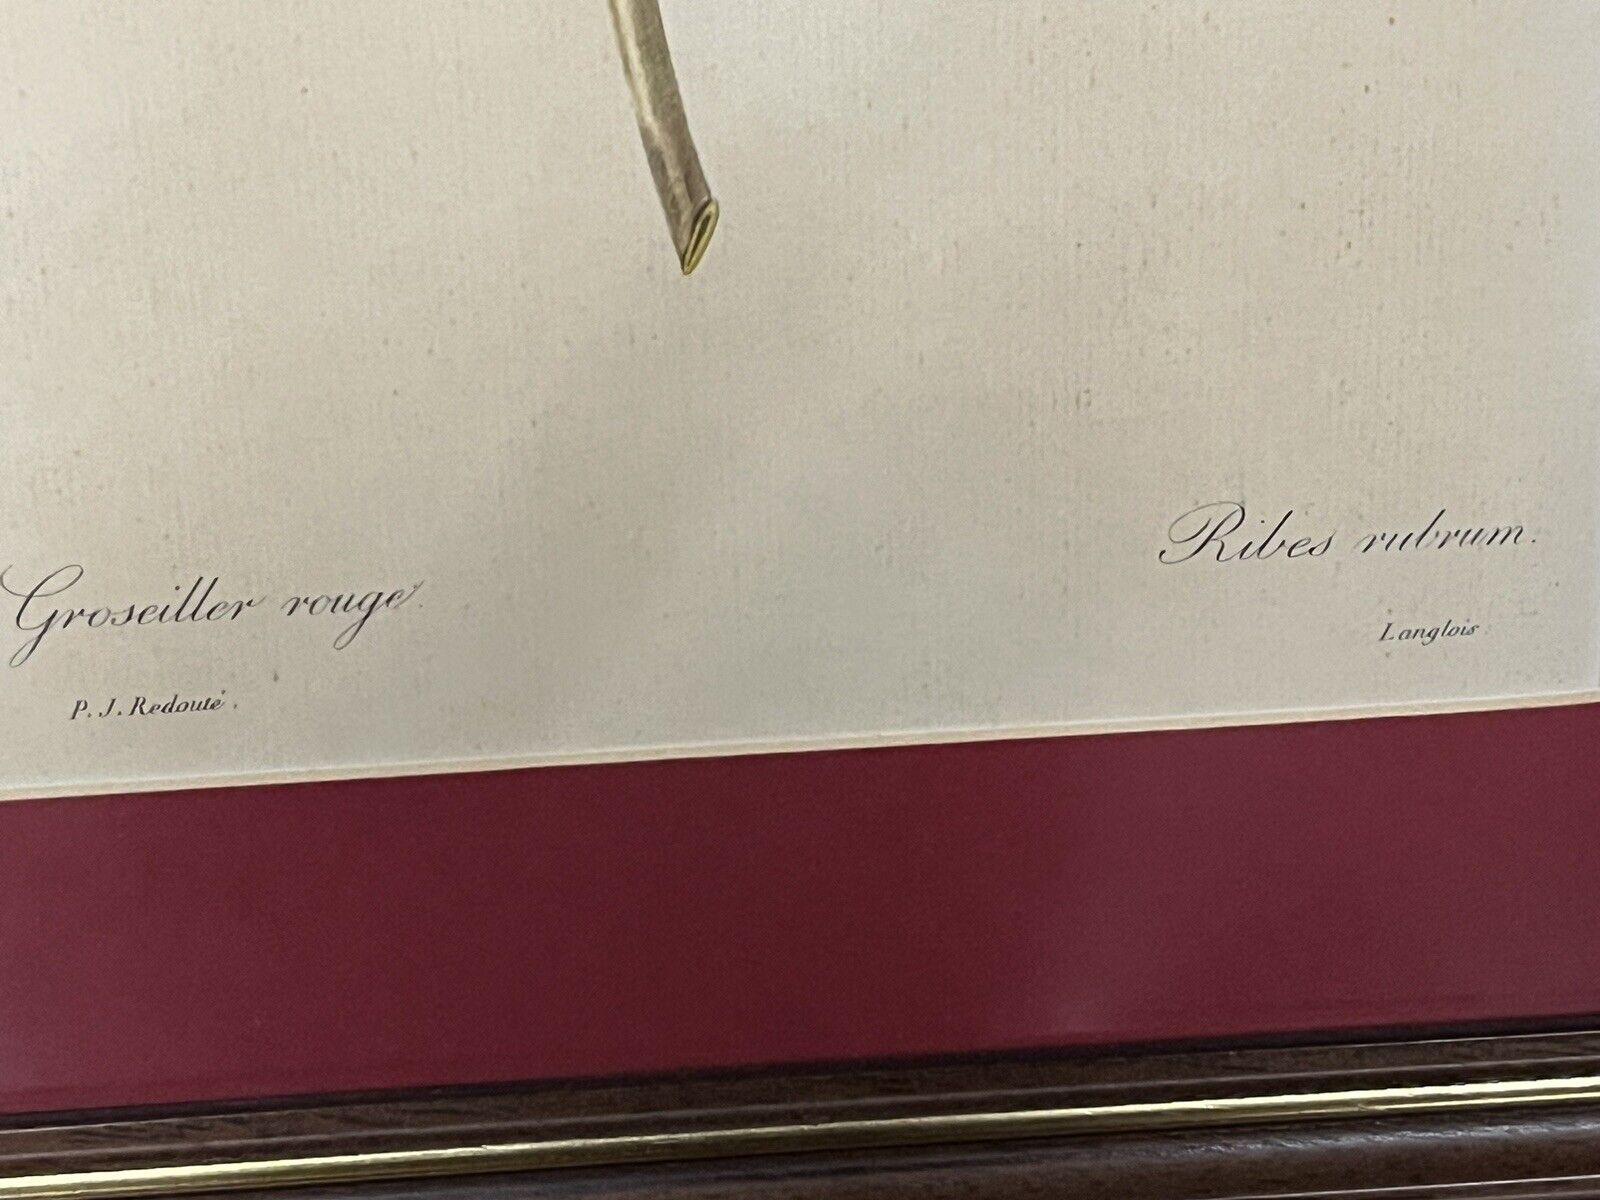 Groseiller rouge.
Ribes rubrum.
P. J. Redouté.
Langlois.